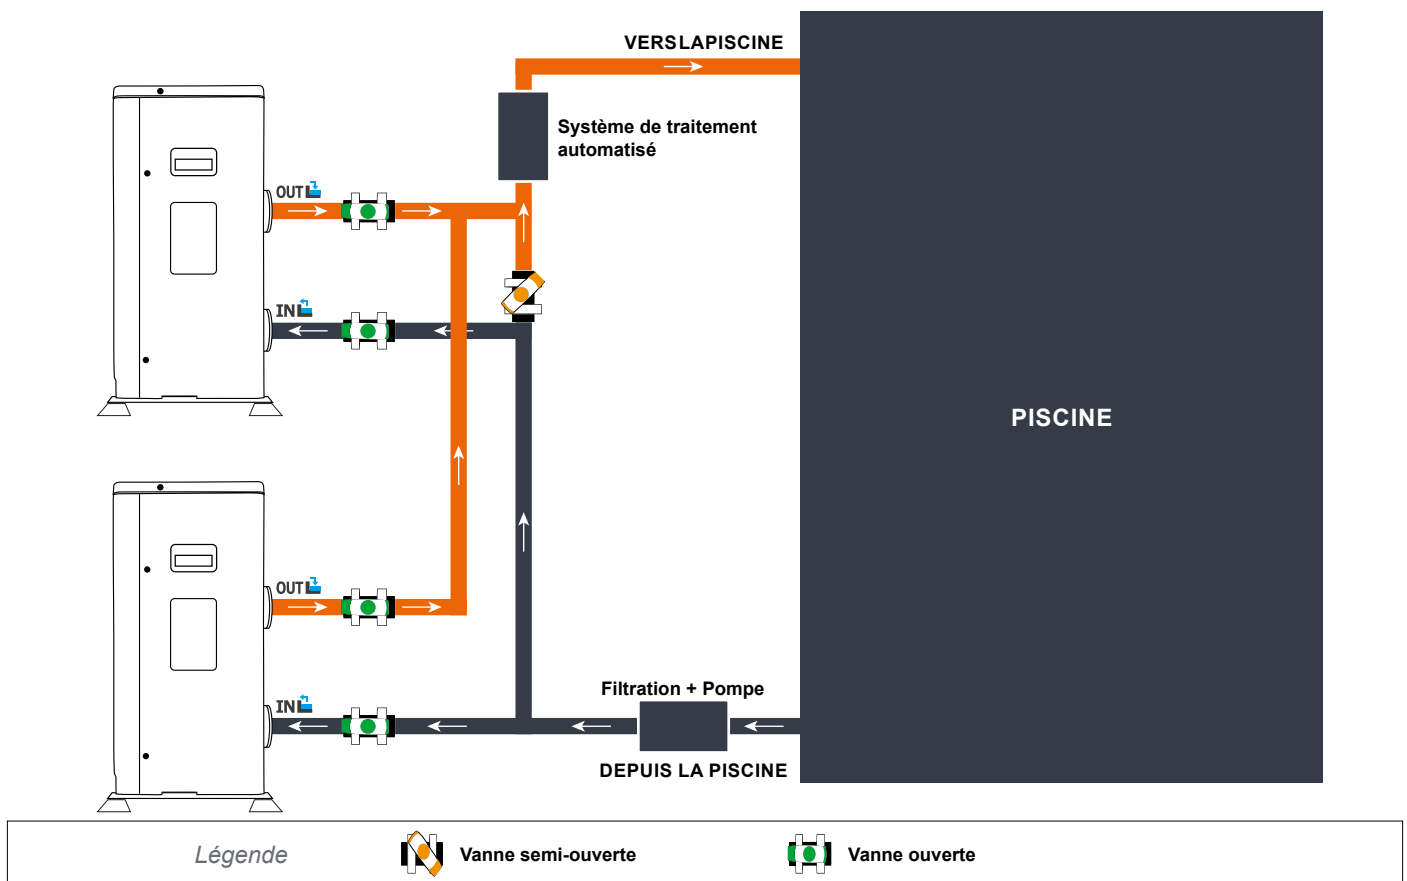 VERSLAPISCINE
Système de traitement
automatisé
OUT
IN
PISCINE
OUT
IN
Filtration + Pompe
DEPUIS LA PISCINE
Légende
Vanne semi-ouverte
Vanne ouverte